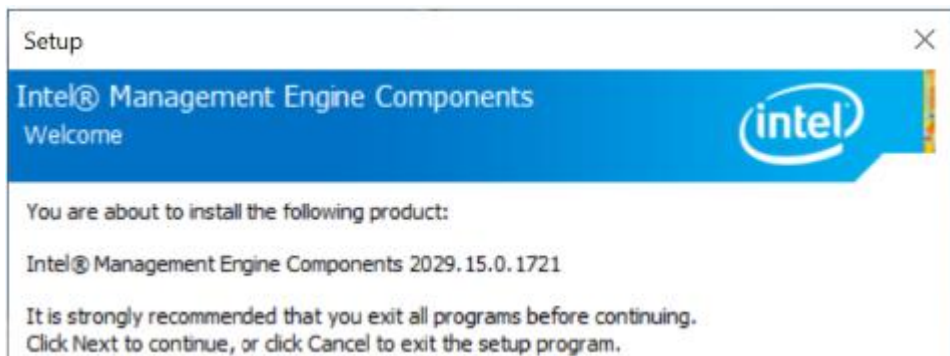 Setup
Intel® Management Engine Components
Welcome
intel
You are about to install the following product:
Intel® Management Engine Components 2029.15.0.1721
It is strongly recommended that you exit all programs before continuing.
Click Next to continue, or click Cancel to exit the setup program.